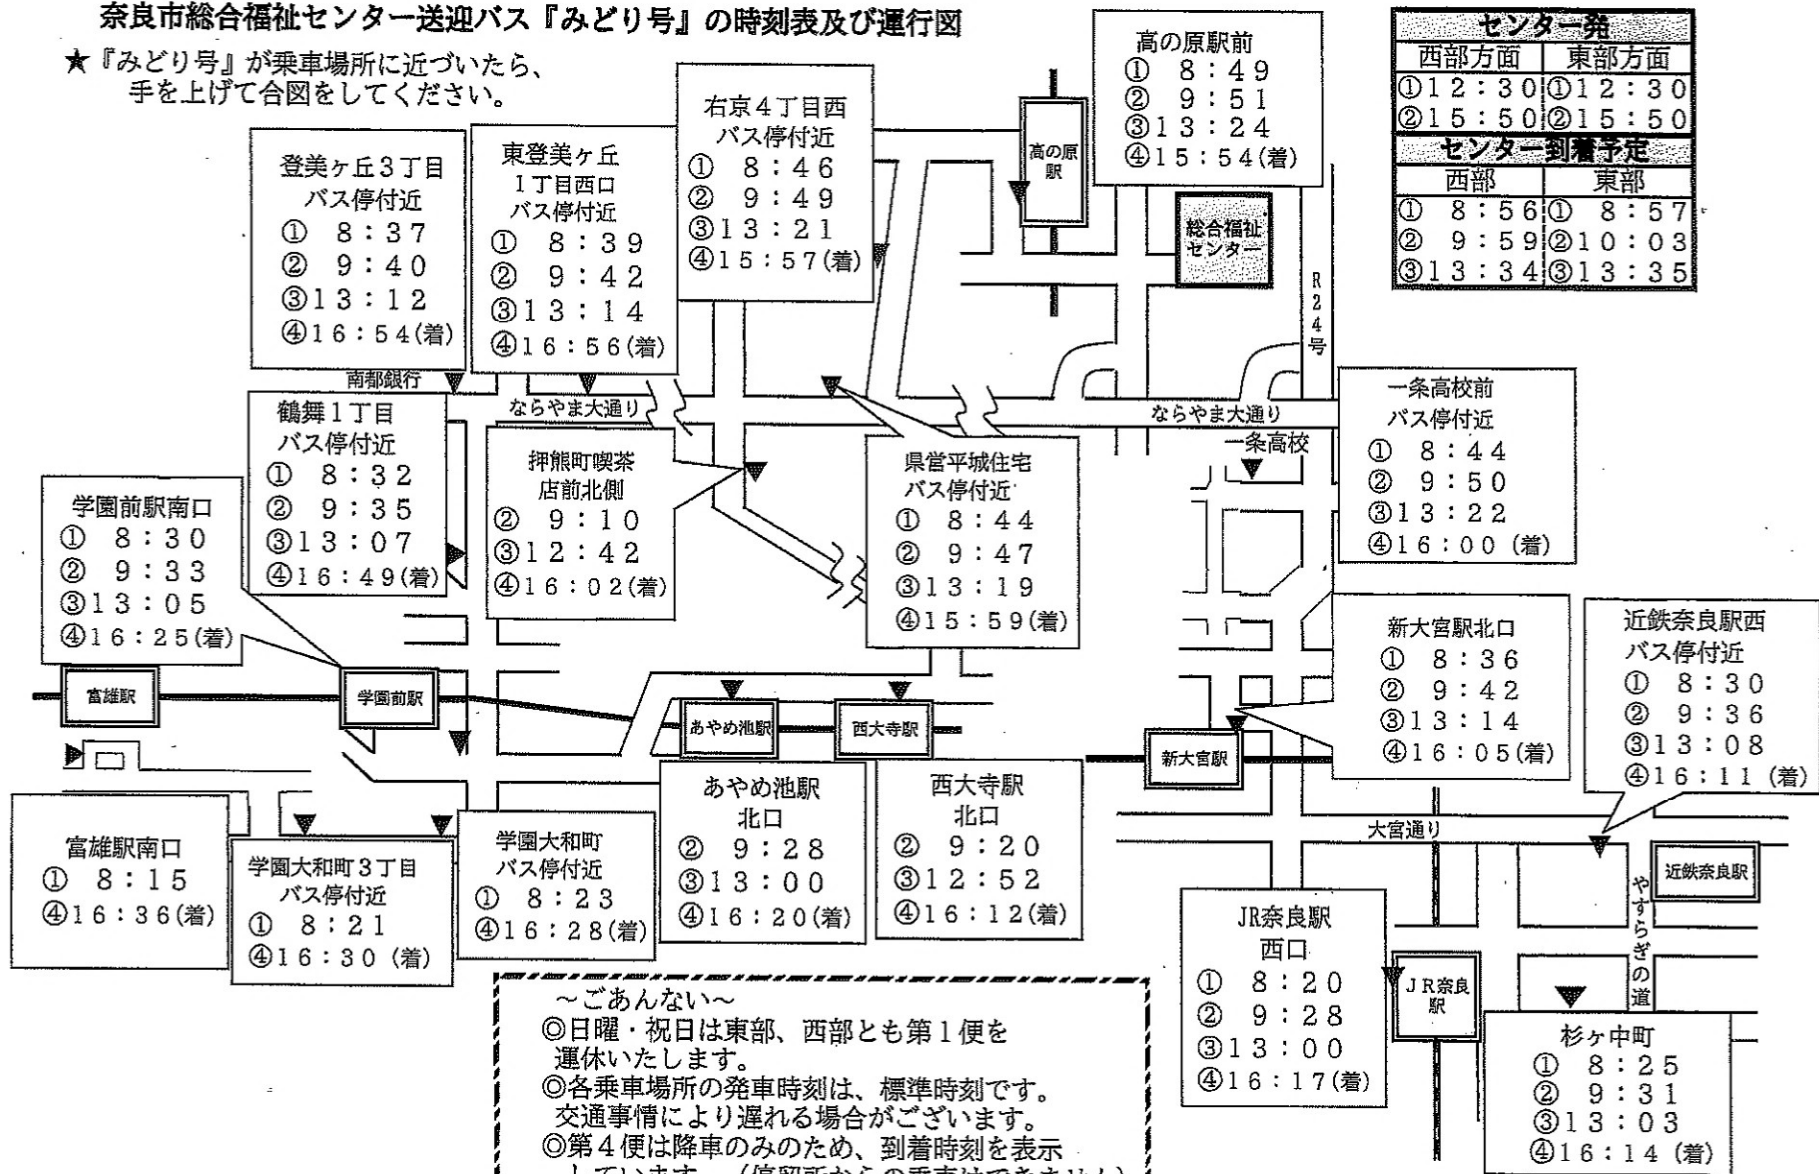 奈良市総合福祉センター送迎バス『みどり号』の時刻表及び運行図
★『みどり号』が乗車場所に近づいたら、
手を上げて合図をしてください。
センター発
西部方面 東部方面
①12:30 ①12:30
②15:50 ②15:50
センター到着予定
西部 東部
① 8:56 ① 8:57
② 9:59 ②10:03
③13:34 ③13:35
高の原駅前
① 8:49
② 9:51
③13:24
④15:54(着)
右京4丁目西
バス停付近
① 8:46
② 9:49
③13:21
④15:57(着)
東登美ヶ丘
1丁目西口
バス停付近
① 8:39
② 9:42
③13:14
④16:56(着)
登美ヶ丘3丁目
バス停付近
① 8:37
② 9:40
③13:12
④16:54(着)
高の原
駅
総合福祉
センター
R24号
南都銀行
ならやま大通り
ならやま大通り
一条高校
鶴舞1丁目
バス停付近
① 8:32
② 9:35
③13:07
④16:49(着)
押熊町喫茶
店前北側
② 9:10
③12:42
④16:02(着)
県営平城住宅
バス停付近
① 8:44
② 9:47
③13:19
④15:59(着)
一条高校前
バス停付近
① 8:44
② 9:50
③13:22
④16:00(着)
学園前駅南口
① 8:30
② 9:33
③13:05
④16:25(着)
新大宮駅北口
① 8:36
② 9:42
③13:14
④16:05(着)
近鉄奈良駅西
バス停付近
① 8:30
② 9:36
③13:08
④16:11(着)
富雄駅
学園前駅
あやめ池駅
西大寺駅
新大宮駅
大宮通り
近鉄奈良駅
やすらぎの道
富雄駅南口
① 8:15
④16:36(着)
学園大和町3丁目
バス停付近
① 8:21
④16:30(着)
学園大和町
バス停付近
① 8:23
④16:28(着)
あやめ池駅
北口
② 9:28
③13:00
④16:20(着)
西大寺駅
北口
② 9:20
③12:52
④16:12(着)
JR奈良駅
西口
① 8:20
② 9:28
③13:00
④16:17(着)
JR奈良
駅
杉ヶ中町
① 8:25
② 9:31
③13:03
④16:14(着)
~ごあんない~
◎日曜・祝日は東部、西部とも第1便を
運休いたします。
◎各乗車場所の発車時刻は、標準時刻です。
交通事情により遅れる場合がございます。
◎第4便は降車のみのため、到着時刻を表示
しています。(停留所からの乗車はできません)